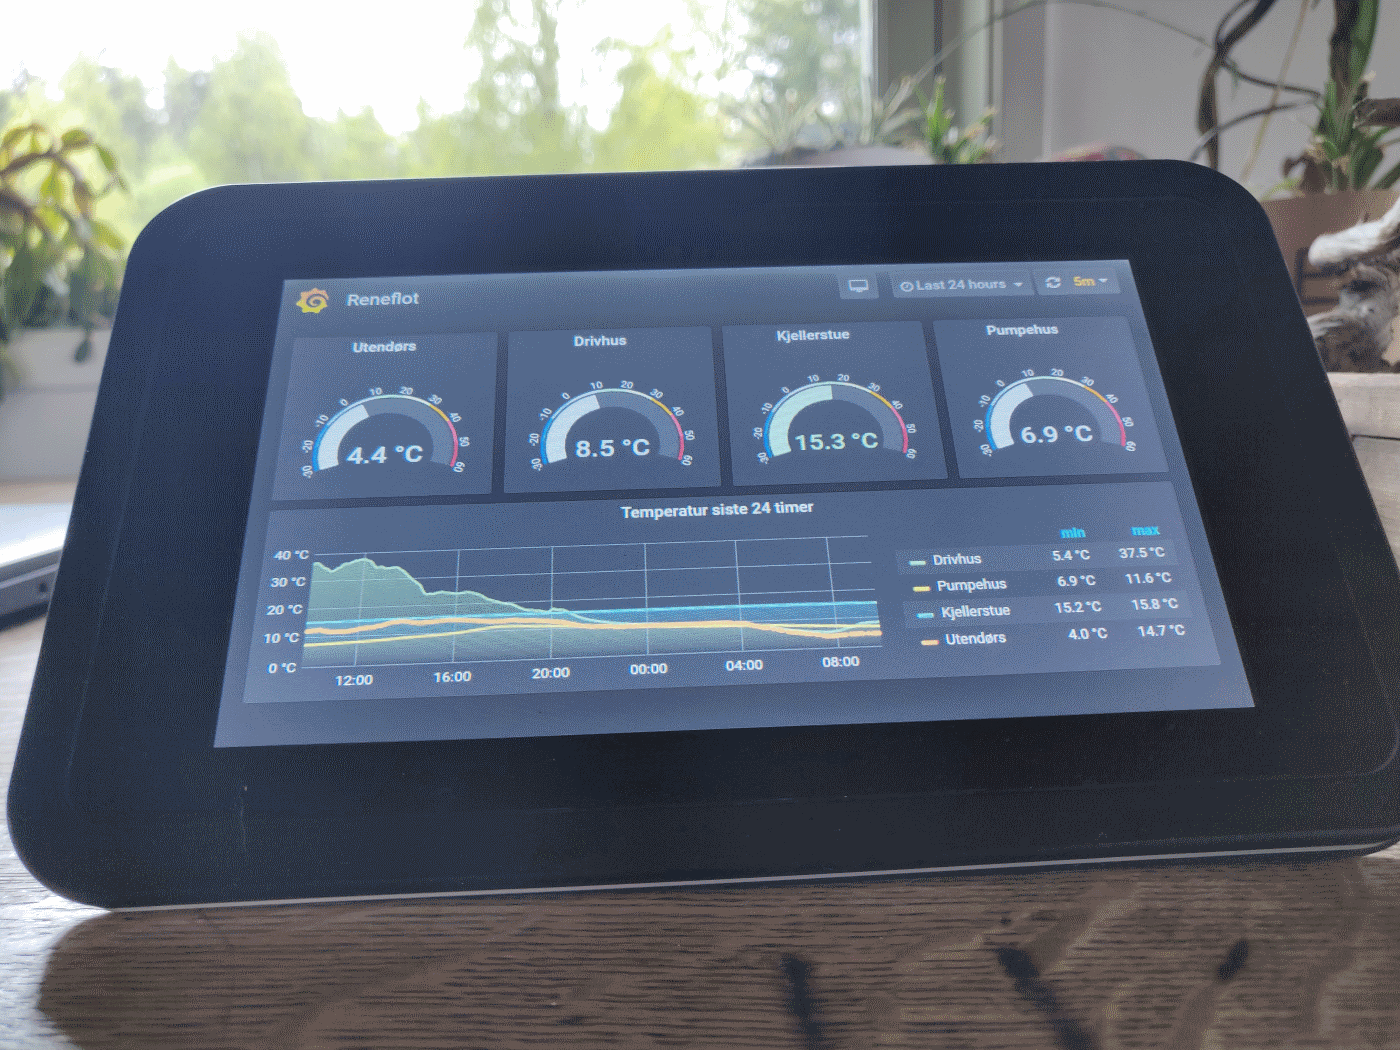 Reneflot
Last 24 hours
5m
Utendørs
Drivhus
Kjellerstue
Pumpehus
-30 -20 -10 0 10 20 30 40 50 60
4.4 °C
-30 -20 -10 0 10 20 30 40 50 60
8.5 °C
-30 -20 -10 0 10 20 30 40 50 60
15.3 °C
-30 -20 -10 0 10 20 30 40 50 60
6.9 °C
Temperatur siste 24 timer
40 °C
30 °C
20 °C
10 °C
0 °C
12:00 16:00 20:00 00:00 04:00 08:00
min max
Drivhus 5.4 °C 37.5 °C
Pumpehus 6.9 °C 11.6 °C
Kjellerstue 15.2 °C 15.8 °C
Utendørs 4.0 °C 14.7 °C